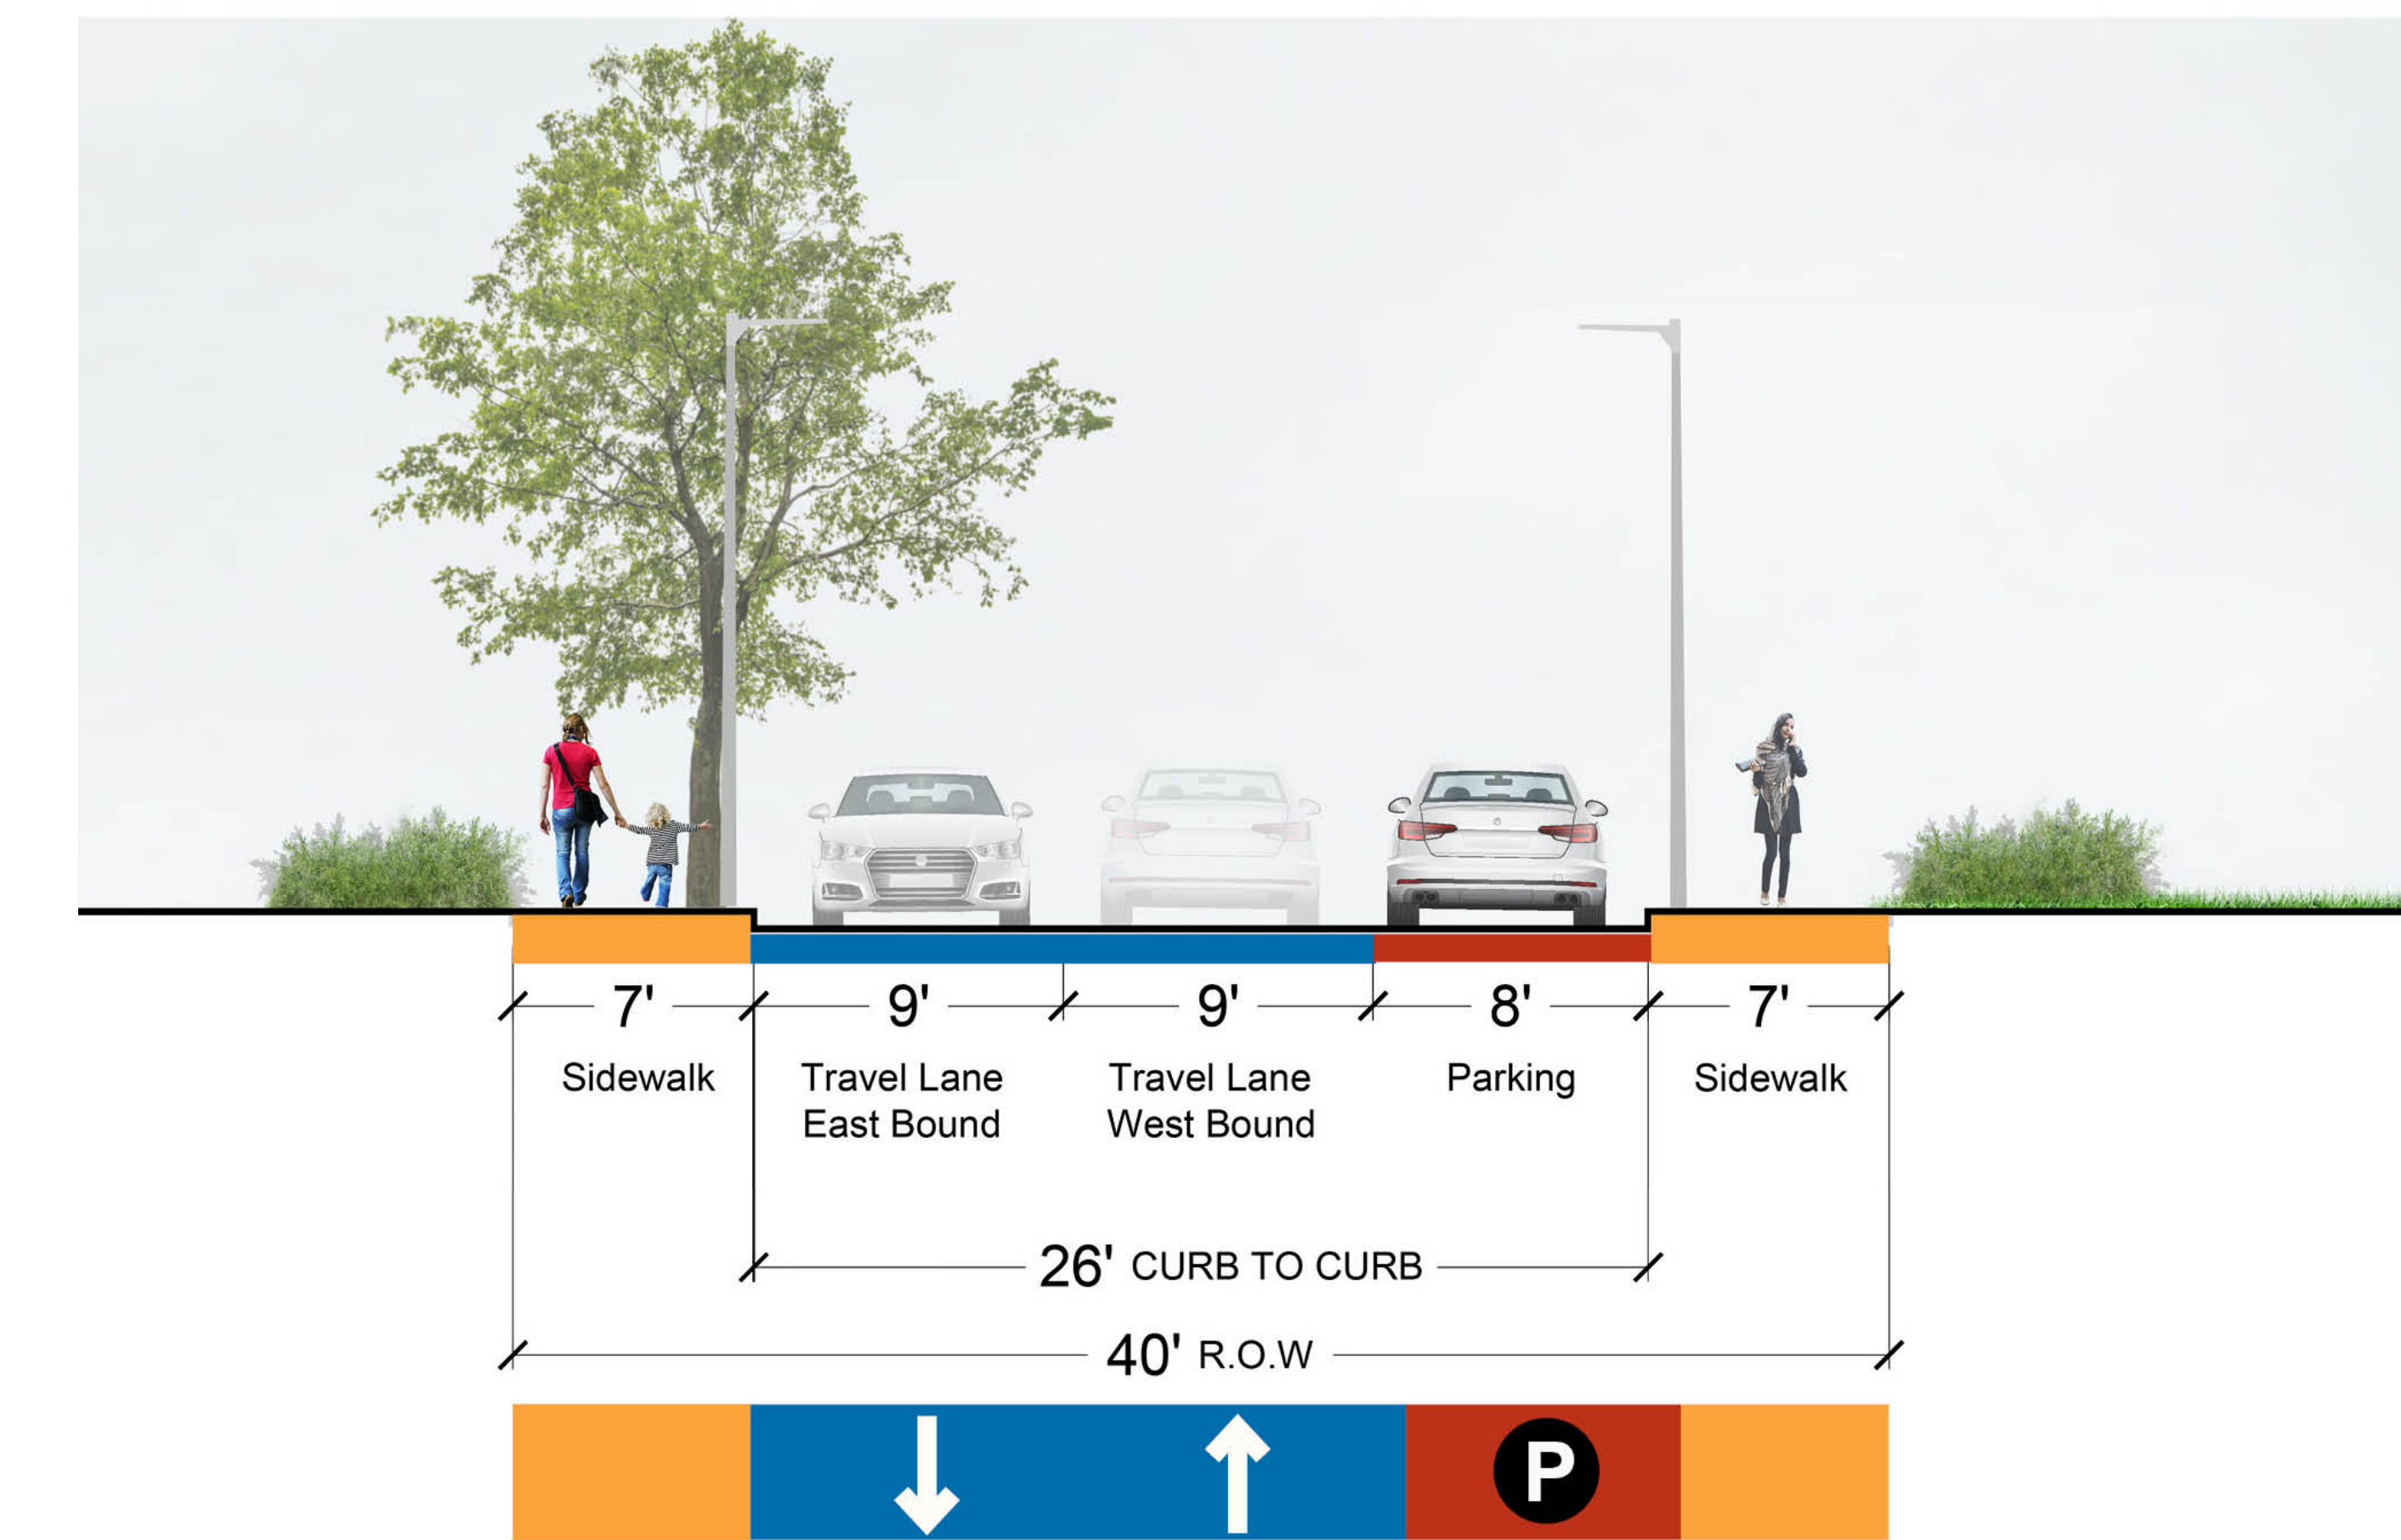 7' 9' 9' 8' 7'
Sidewalk Travel Lane Travel Lane Parking Sidewalk
East Bound West Bound
26' CURB TO CURB
40' R.O.W
P